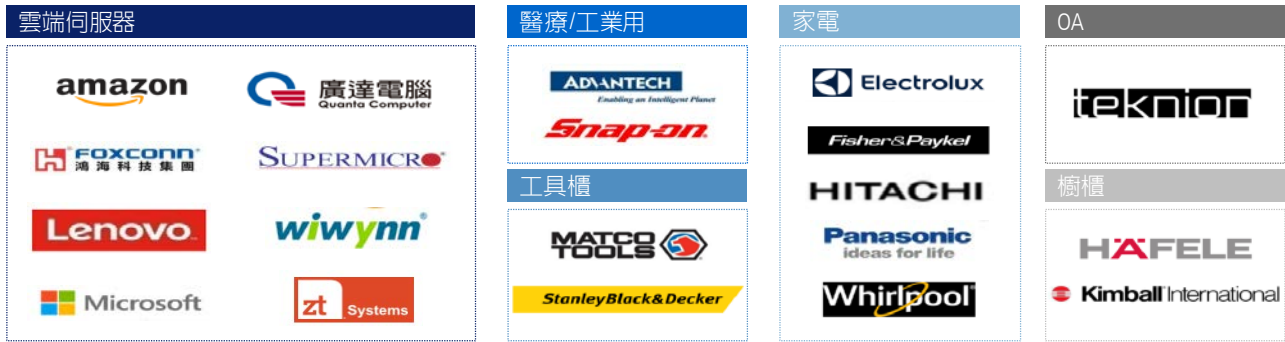 雲端伺服器
amazon
廣達電腦
Quanta Computer
FOXCONN®
鴻海科技集團
SUPERMICR
Lenovo
wiwynn®
Microsoft
zt Systems
醫療/工業用
ADVANTECH
Enabling an Intelligent Planet
Snap-on
工具櫃
MATCO
TOOLS
StanleyBlack&Decker
家電
Electrolux
Fisher&Paykel
HITACHI
Panasonic
ideas for life
Whirlpool
OA
teknion
櫥櫃
HÄFELE
Kimball International